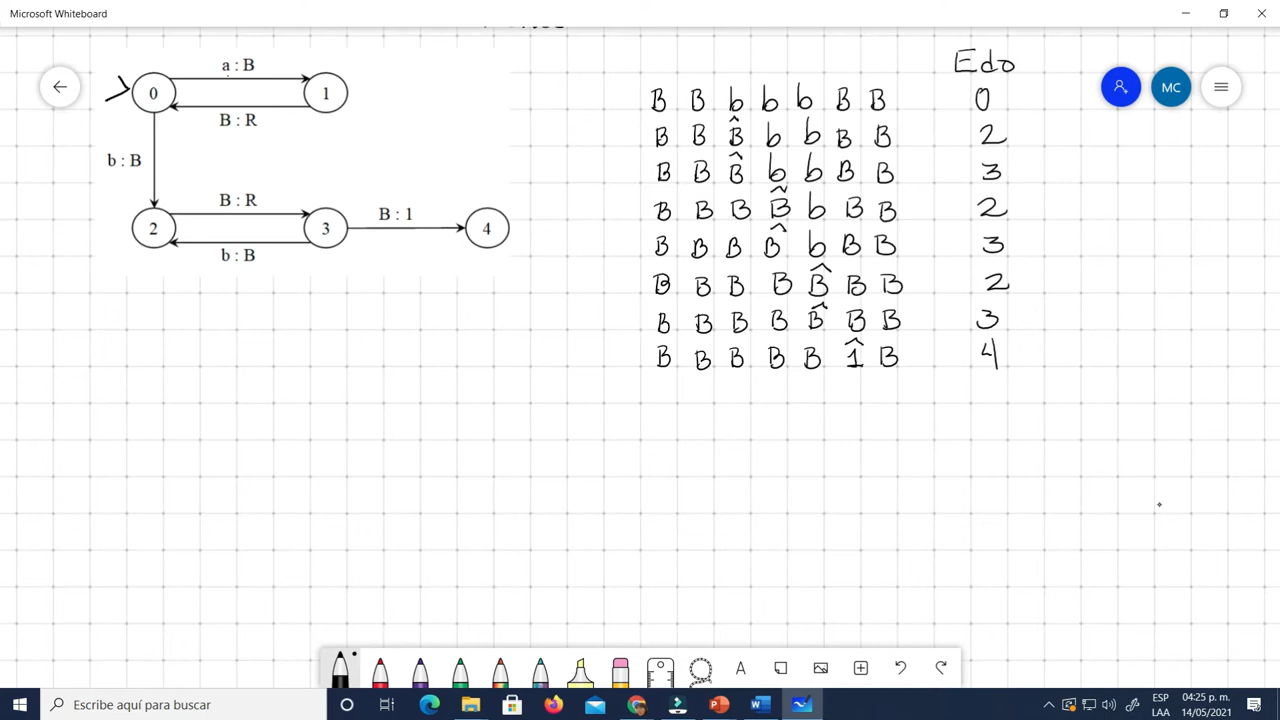 Microsoft Whiteboard
a : B
0
1
B : R
b : B
B : R
B : 1
2
3
4
b : B
Edo
B B b b b B B 0
B B B̂ b b B B 2
B B B̂ b b B B 3
B B B B̂ b B B 2
B B B B̂ b B B 3
B B B B B̂ B B 2
B B B B B̂ B B 3
B B B B B 1̂ B 4
MC
A
Escribe aquí para buscar
ESP
LAA
04:25 p. m.
14/05/2021